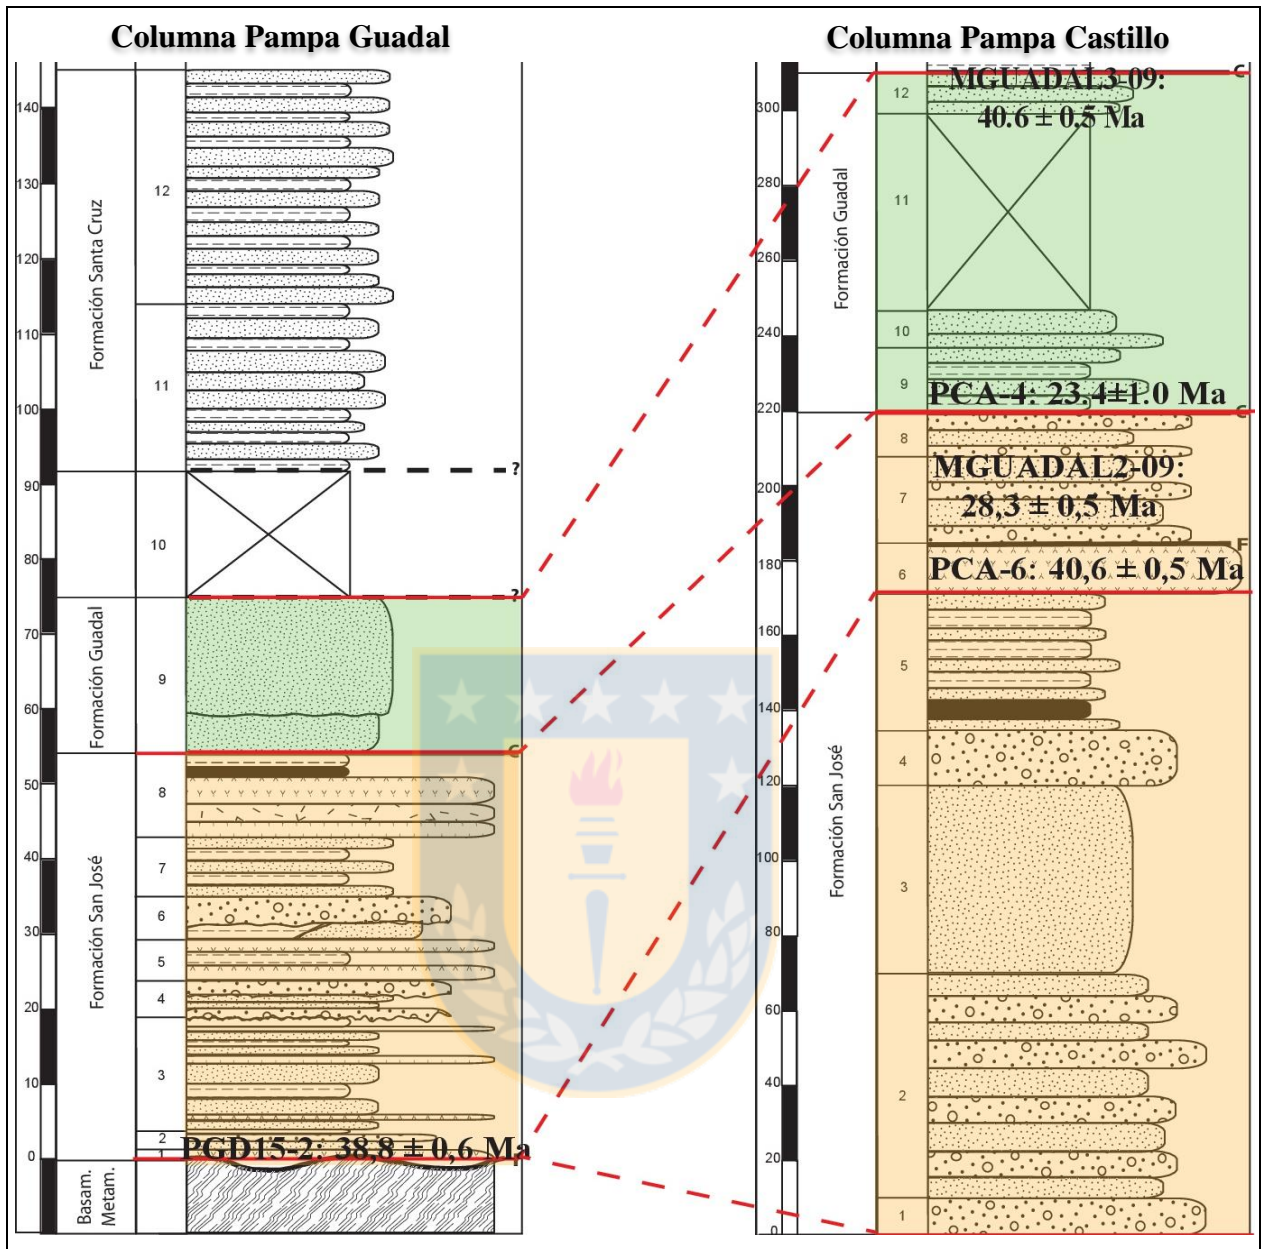 Columna Pampa Guadal
140
130
120
110
100
90
80
70
60
50
40
30
20
10
0
Formación Santa Cruz
Formación Guadal
Formación San José
Basam.
Metam.
12
11
10
9
8
7
6
5
4
3
2
1
?
?
C
PGD15-2: 38,8 ± 0,6 Ma
Columna Pampa Castillo
300
280
260
240
220
200
180
160
140
120
100
80
60
40
20
0
Formación Guadal
Formación San José
12
11
10
9
8
7
6
5
4
3
2
1
C
MGUADAL3-09:
40.6 ± 0.5 Ma
PCA-4: 23.4±1.0 Ma
C
MGUADAL2-09:
28,3 ± 0,5 Ma
F
PCA-6: 40,6 ± 0,5 Ma